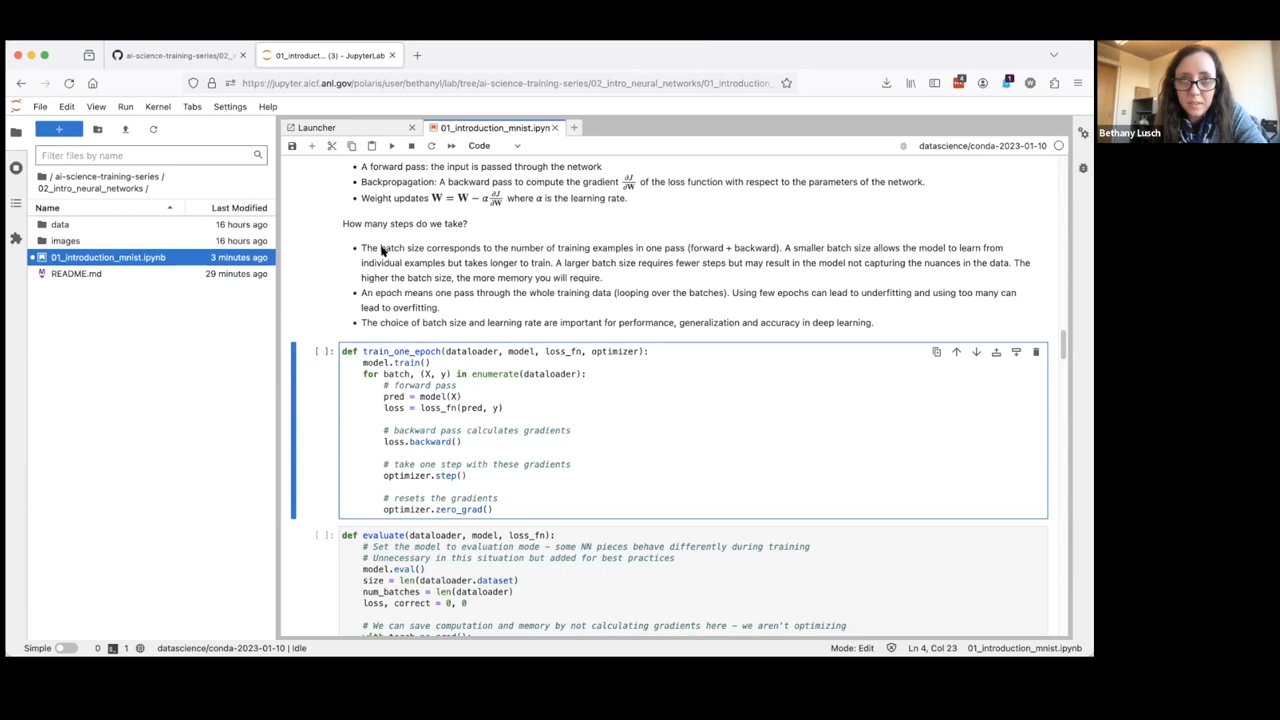 ai-science-training-series/02_
01_introduct... (3) - JupyterLab
https://jupyter.alcf.anl.gov/polaris/user/bethanyl/lab/tree/ai-science-training-series/02_intro_neural_networks/01_introduction_
File Edit View Run Kernel Tabs Settings Help
Filter files by name
/ ai-science-training-series /
02_intro_neural_networks /
Name Last Modified
data 16 hours ago
images 16 hours ago
01_introduction_mnist.ipynb 3 minutes ago
README.md 29 minutes ago
Launcher
01_introduction_mnist.ipyn
Code
datascience/conda-2023-01-10
• A forward pass: the input is passed through the network
• Backpropagation: A backward pass to compute the gradient ∂J/∂W of the loss function with respect to the parameters of the network.
• Weight updates W = W − α ∂J/∂W where α is the learning rate.
How many steps do we take?
• The batch size corresponds to the number of training examples in one pass (forward + backward). A smaller batch size allows the model to learn from
individual examples but takes longer to train. A larger batch size requires fewer steps but may result in the model not capturing the nuances in the data. The
higher the batch size, the more memory you will require.
• An epoch means one pass through the whole training data (looping over the batches). Using few epochs can lead to underfitting and using too many can
lead to overfitting.
• The choice of batch size and learning rate are important for performance, generalization and accuracy in deep learning.
[ ]: def train_one_epoch(dataloader, model, loss_fn, optimizer):
model.train()
for batch, (X, y) in enumerate(dataloader):
# forward pass
pred = model(X)
loss = loss_fn(pred, y)
# backward pass calculates gradients
loss.backward()
# take one step with these gradients
optimizer.step()
# resets the gradients
optimizer.zero_grad()
[ ]: def evaluate(dataloader, model, loss_fn):
# Set the model to evaluation mode – some NN pieces behave differently during training
# Unnecessary in this situation but added for best practices
model.eval()
size = len(dataloader.dataset)
num_batches = len(dataloader)
loss, correct = 0, 0
# We can save computation and memory by not calculating gradients here – we aren't optimizing
Simple 0 1 datascience/conda-2023-01-10 | Idle
Mode: Edit Ln 4, Col 23 01_introduction_mnist.ipynb
Bethany Lusch